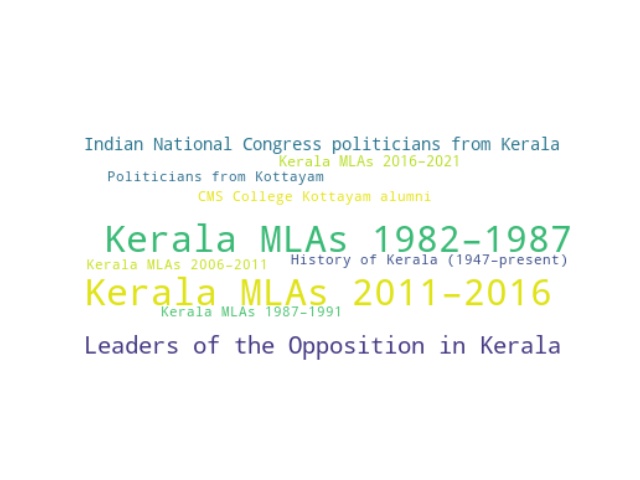 Indian National Congress politicians from Kerala
Kerala MLAs 2016–2021
Politicians from Kottayam
CMS College Kottayam alumni
Kerala MLAs 1982–1987
History of Kerala (1947–present)
Kerala MLAs 2006–2011
Kerala MLAs 2011–2016
Kerala MLAs 1987–1991
Leaders of the Opposition in Kerala